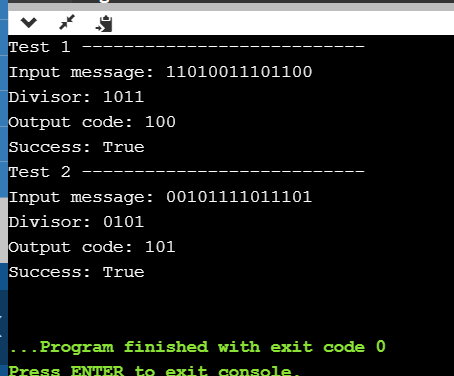 Test 1 ---------------------------
Input message: 11010011101100
Divisor: 1011
Output code: 100
Success: True
Test 2 ---------------------------
Input message: 00101111011101
Divisor: 0101
Output code: 101
Success: True
...Program finished with exit code 0
Press ENTER to exit console.